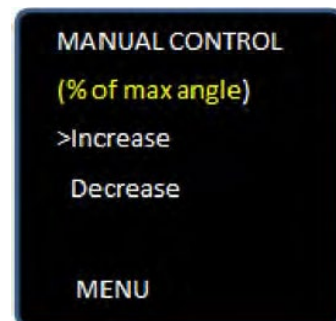 MANUAL CONTROL
(% of max angle)
>Increase
Decrease
MENU